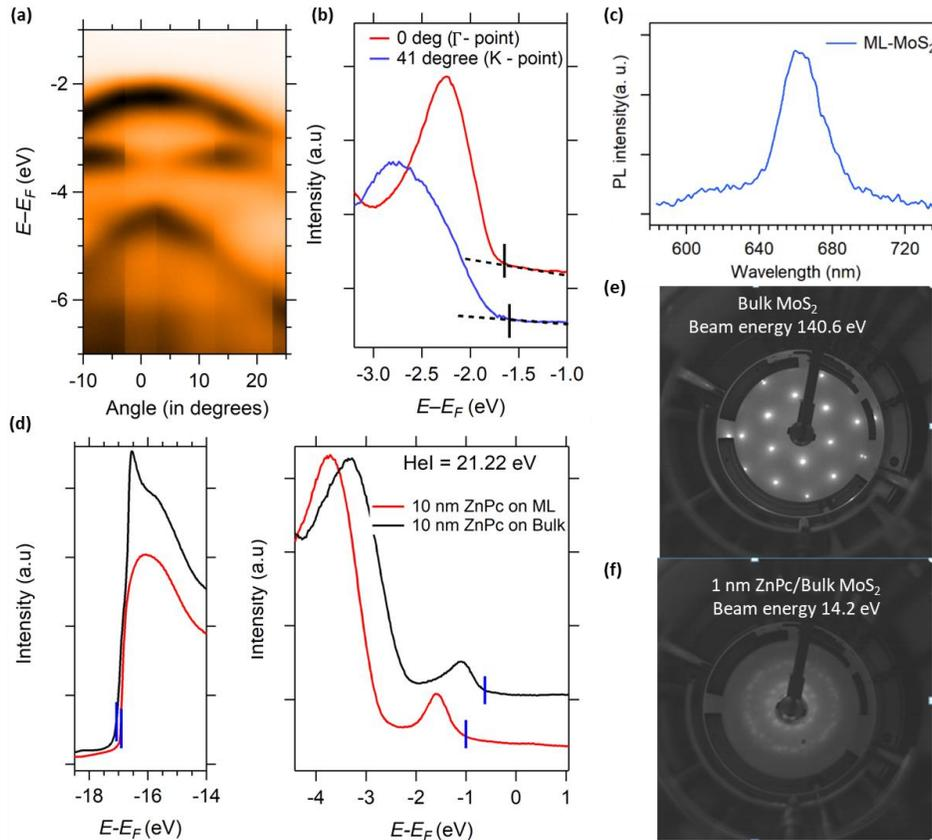 (a)
-2
-4
-6
E–E_F (eV)
-10 0 10 20
Angle (in degrees)
(b)
0 deg (Γ- point)
41 degree (K - point)
Intensity (a.u)
-3.0 -2.5 -2.0 -1.5 -1.0
E–E_F (eV)
(c)
ML-MoS₂
PL intensity(a. u.)
600 640 680 720
Wavelength (nm)
(d)
Intensity (a.u)
-18 -16 -14
E-E_F (eV)
HeI = 21.22 eV
10 nm ZnPc on ML
10 nm ZnPc on Bulk
Intensity (a.u)
-4 -3 -2 -1 0 1
E-E_F (eV)
(e)
Bulk MoS₂
Beam energy 140.6 eV
(f)
1 nm ZnPc/Bulk MoS₂
Beam energy 14.2 eV